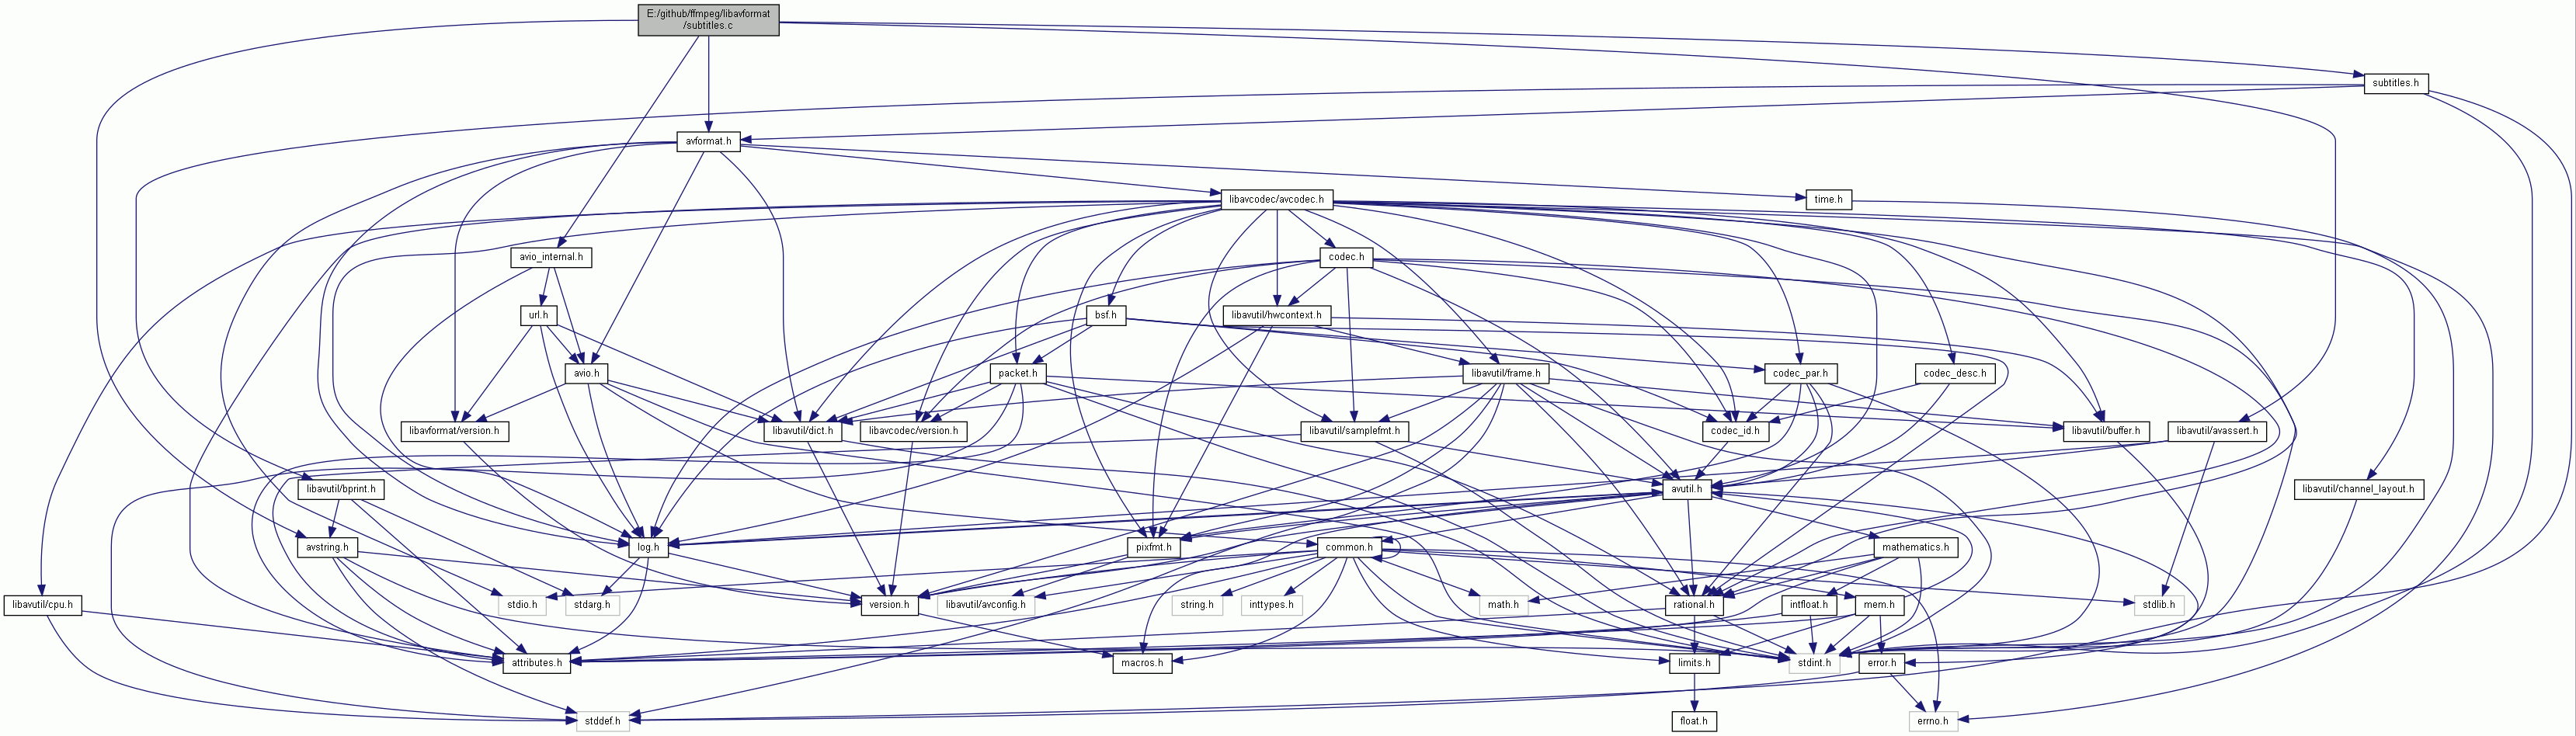 E:/github/ffmpeg/libavformat
/subtitles.c
subtitles.h
avformat.h
libavcodec/avcodec.h
time.h
avio_internal.h
codec.h
url.h
bsf.h
libavutil/hwcontext.h
avio.h
packet.h
libavutil/frame.h
codec_par.h
codec_desc.h
libavformat/version.h
libavutil/dict.h
libavcodec/version.h
libavutil/samplefmt.h
codec_id.h
libavutil/buffer.h
libavutil/avassert.h
libavutil/bprint.h
avutil.h
libavutil/channel_layout.h
avstring.h
log.h
pixfmt.h
common.h
mathematics.h
libavutil/cpu.h
stdio.h
stdarg.h
version.h
libavutil/avconfig.h
string.h
inttypes.h
math.h
rational.h
intfloat.h
mem.h
stdlib.h
attributes.h
macros.h
limits.h
stdint.h
error.h
stddef.h
float.h
errno.h